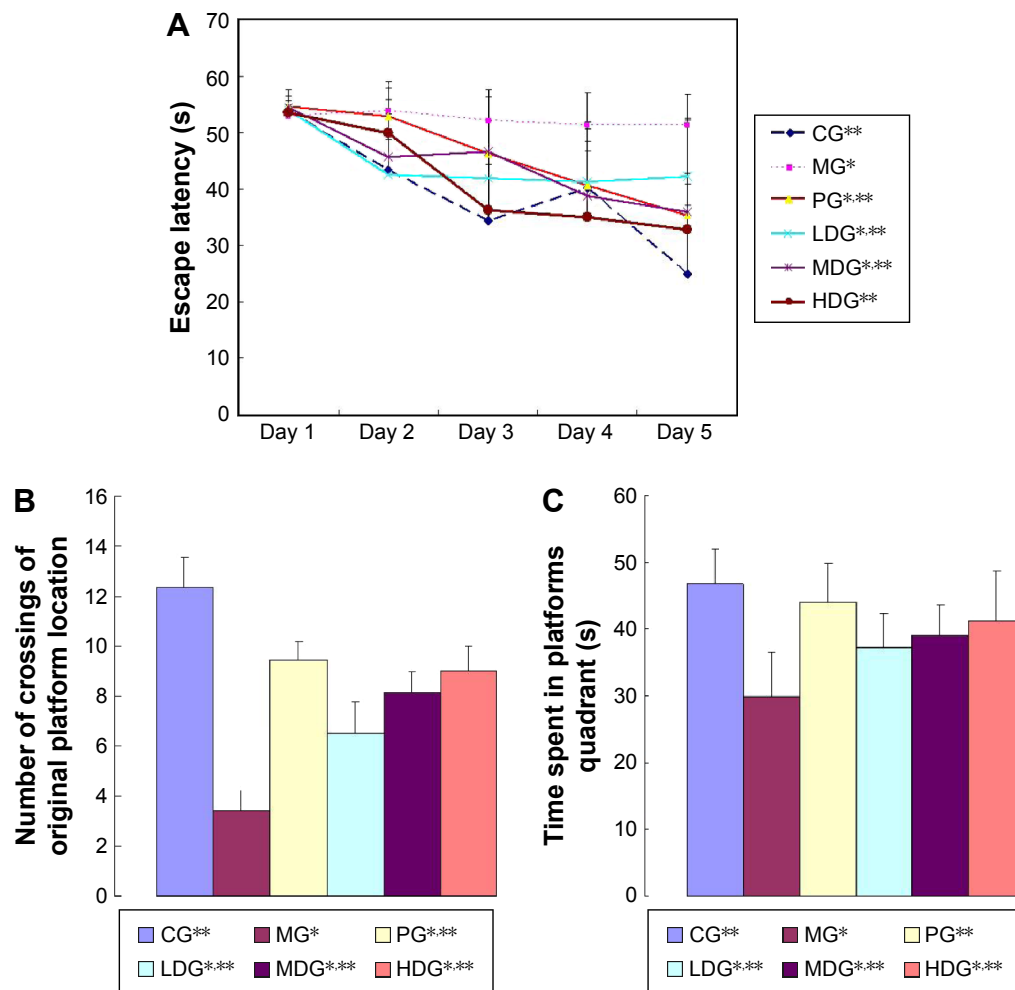 A
Escape latency (s)
70
60
50
40
30
20
10
0
Day 1 Day 2 Day 3 Day 4 Day 5
CG**
MG*
PG*,**
LDG*,**
MDG*,**
HDG**
B
Number of crossings of
original platform location
16
14
12
10
8
6
4
2
0
CG** MG* PG*,**
LDG*,** MDG*,** HDG*,**
C
Time spent in platforms
quadrant (s)
60
50
40
30
20
10
0
CG** MG* PG**
LDG*,** MDG*,** HDG*,**